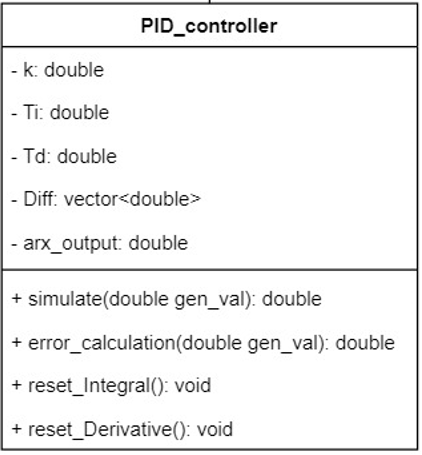 PID_controller
- k: double
- Ti: double
- Td: double
- Diff: vector<double>
- arx_output: double
+ simulate(double gen_val): double
+ error_calculation(double gen_val): double
+ reset_Integral(): void
+ reset_Derivative(): void